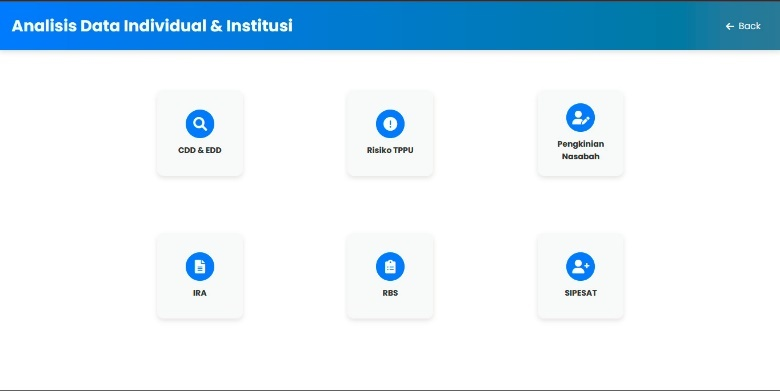 Analisis Data Individual & Institusi
← Back
CDD & EDD
Risiko TPPU
Pengkinian
Nasabah
IRA
RBS
SIPESAT